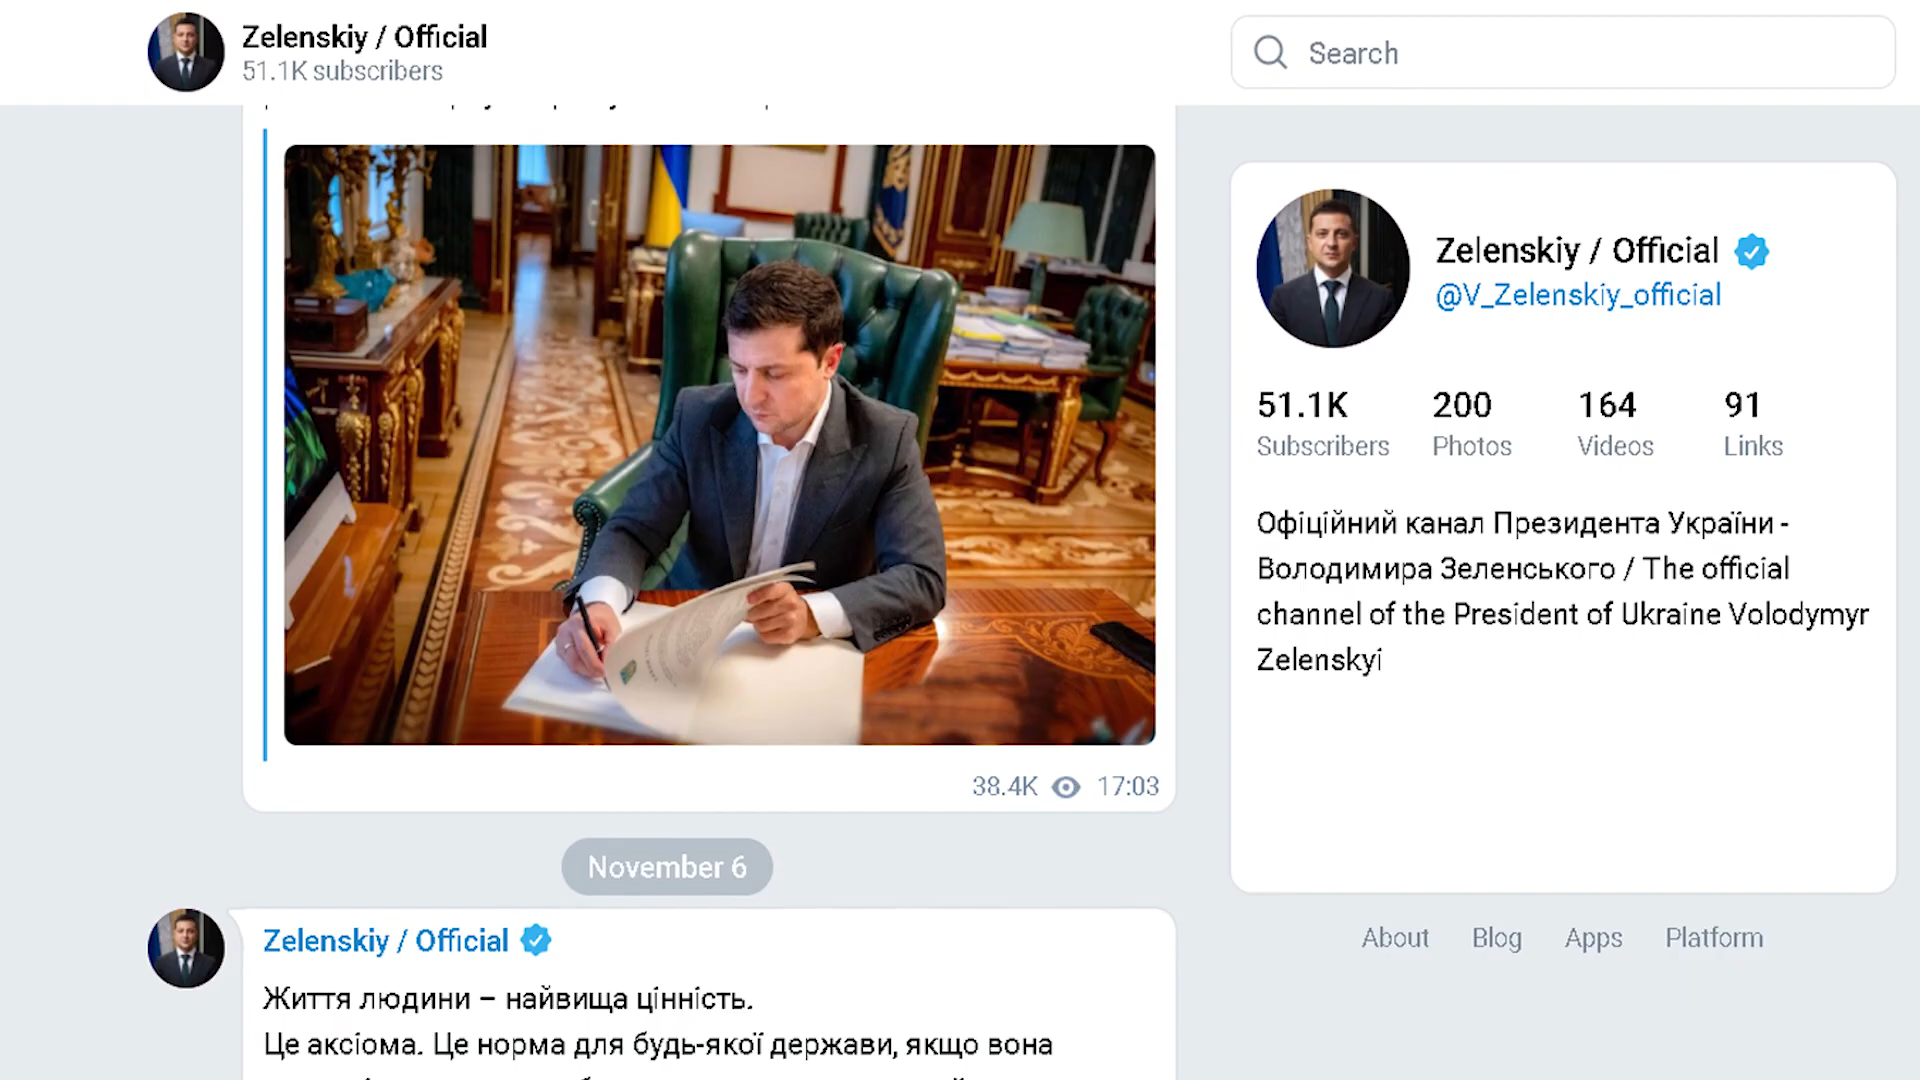 Zelenskiy / Official
51.1K subscribers
Search
38.4K 17:03
November 6
Zelenskiy / Official
Життя людини – найвища цінність.
Це аксіома. Це норма для будь-якої держави, якщо вона
Zelenskiy / Official
@V_Zelenskiy_official
51.1K 200 164 91
Subscribers Photos Videos Links
Офіційний канал Президента України -
Володимира Зеленського / The official
channel of the President of Ukraine Volodymyr
Zelenskyi
About Blog Apps Platform